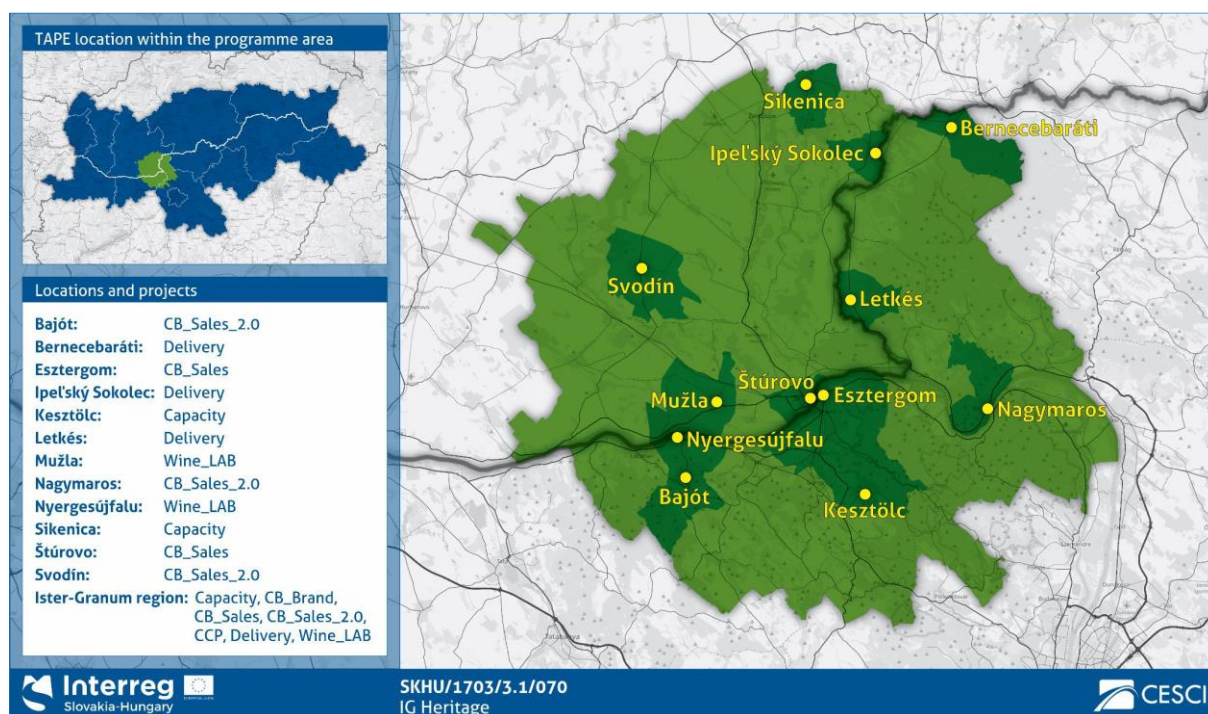 TAPE location within the programme area
Locations and projects
Bajót: CB_Sales_2.0
Bernecebaráti: Delivery
Esztergom: CB_Sales
Ipeľský Sokolec: Delivery
Kesztölc: Capacity
Letkés: Delivery
Mužla: Wine_LAB
Nagymaros: CB_Sales_2.0
Nyergesújfalu: Wine_LAB
Sikenica: Capacity
Štúrovo: CB_Sales
Svodín: CB_Sales_2.0
Ister-Granum region: Capacity, CB_Brand,
CB_Sales, CB_Sales_2.0,
CCP, Delivery, Wine_LAB
Sikenica
Bernecebaráti
Ipeľský Sokolec
Svodín
Letkés
Štúrovo
Esztergom
Mužla
Nagymaros
Nyergesújfalu
Bajót
Kesztölc
Tatabánya
Interreg
Slovakia-Hungary
SKHU/1703/3.1/070
IG Heritage
CESCI